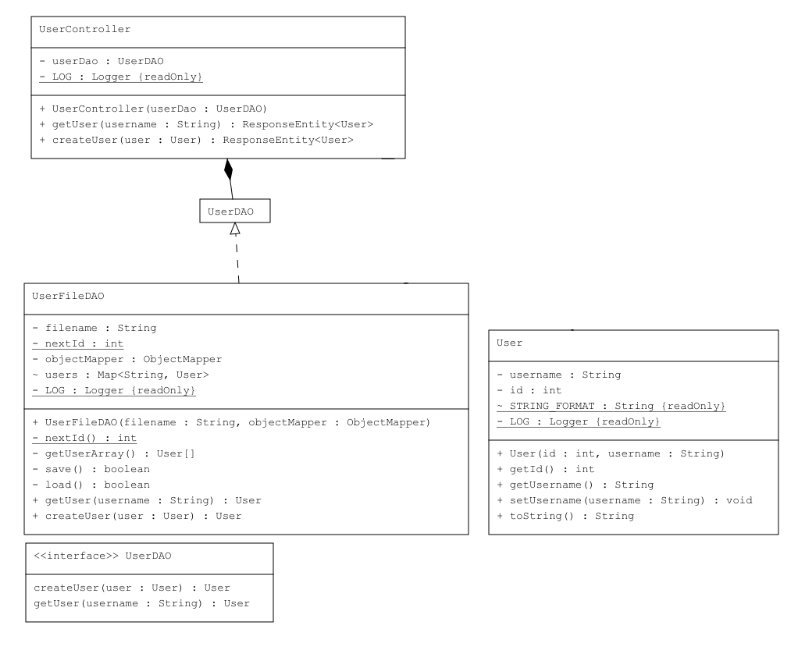 UserController
- userDao : UserDAO
- LOG : Logger {readOnly}
+ UserController(userDao : UserDAO)
+ getUser(username : String) : ResponseEntity<User>
+ createUser(user : User) : ResponseEntity<User>
UserDAO
UserFileDAO
- filename : String
- nextId : int
- objectMapper : ObjectMapper
~ users : Map<String, User>
- LOG : Logger {readOnly}
+ UserFileDAO(filename : String, objectMapper : ObjectMapper)
- nextId() : int
- getUserArray() : User[]
- save() : boolean
- load() : boolean
+ getUser(username : String) : User
+ createUser(user : User) : User
User
- username : String
- id : int
~ STRING_FORMAT : String {readOnly}
- LOG : Logger {readOnly}
+ User(id : int, username : String)
+ getId() : int
+ getUsername() : String
+ setUsername(username : String) : void
+ toString() : String
<<interface>> UserDAO
createUser(user : User) : User
getUser(username : String) : User